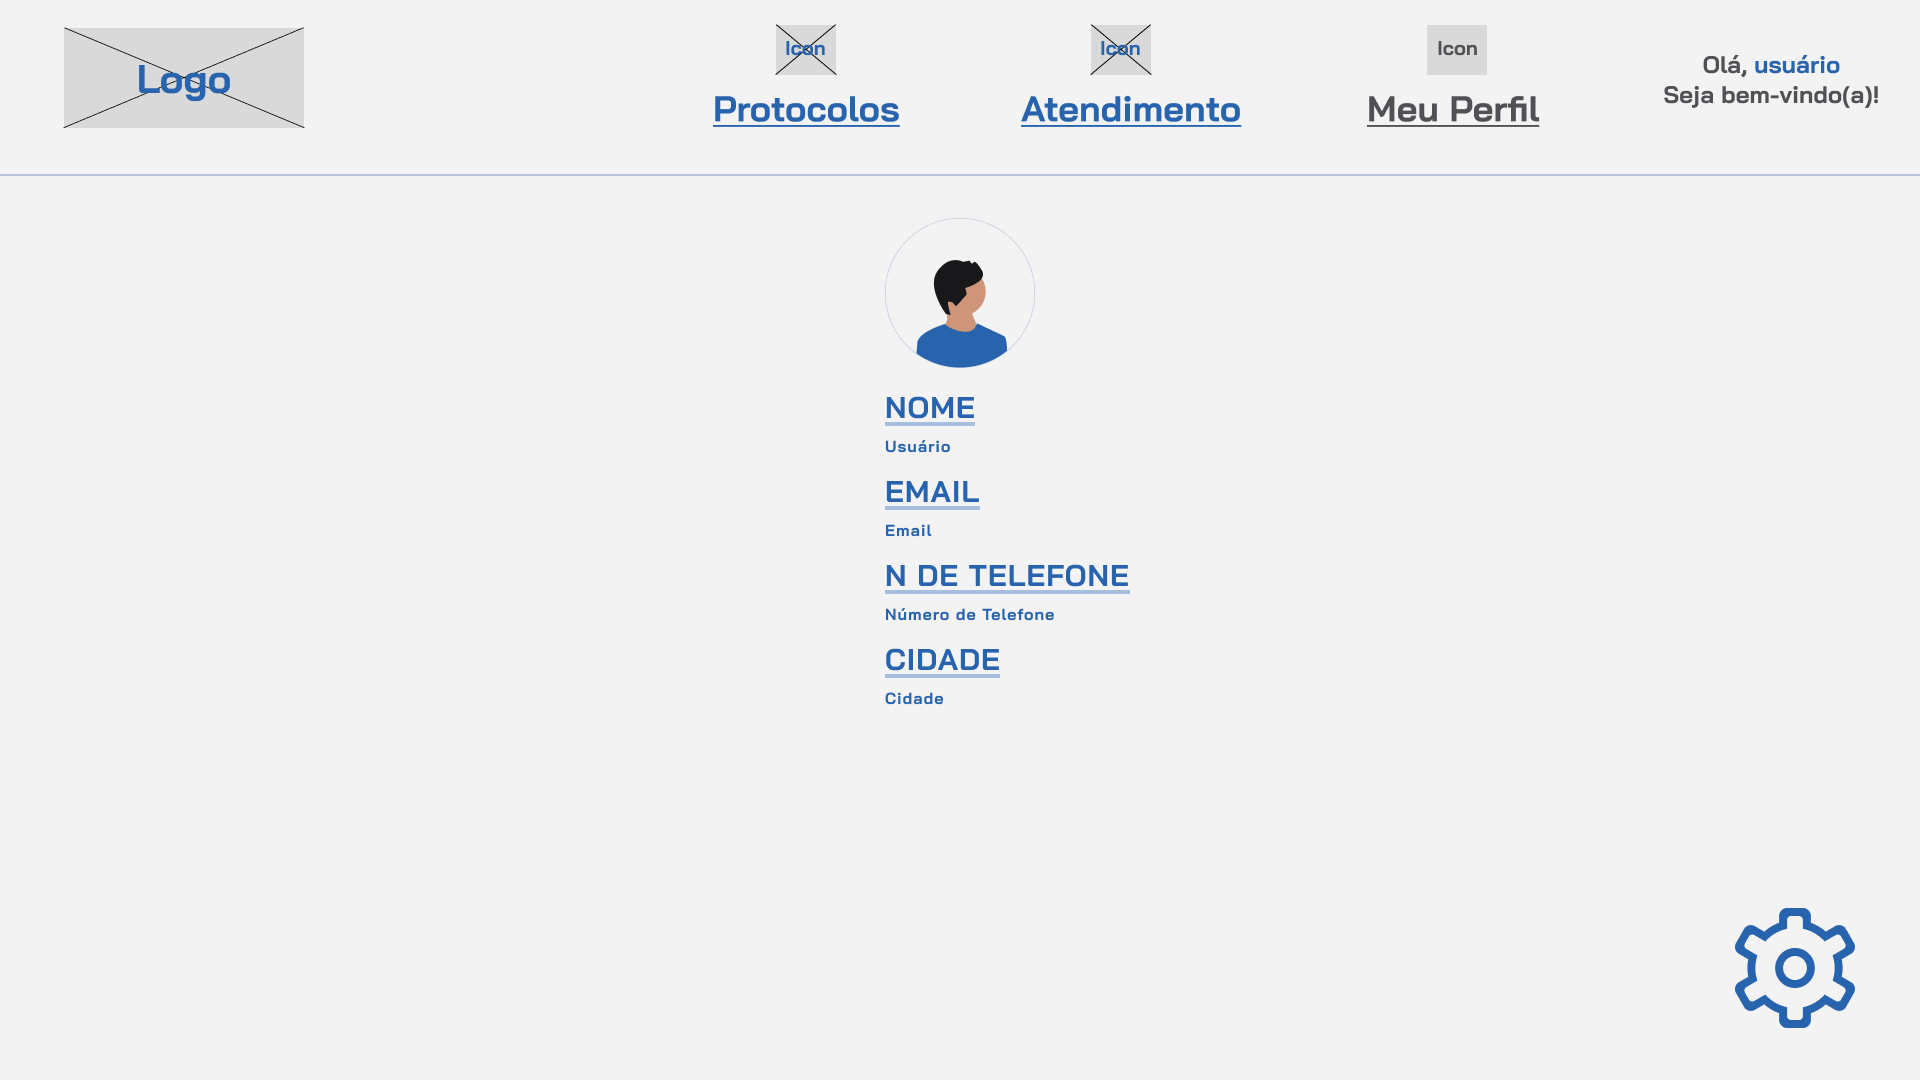 Logo
Icon
Protocolos
Icon
Atendimento
Icon
Meu Perfil
Olá, usuário
Seja bem-vindo(a)!
NOME
Usuário
EMAIL
Email
N DE TELEFONE
Número de Telefone
CIDADE
Cidade